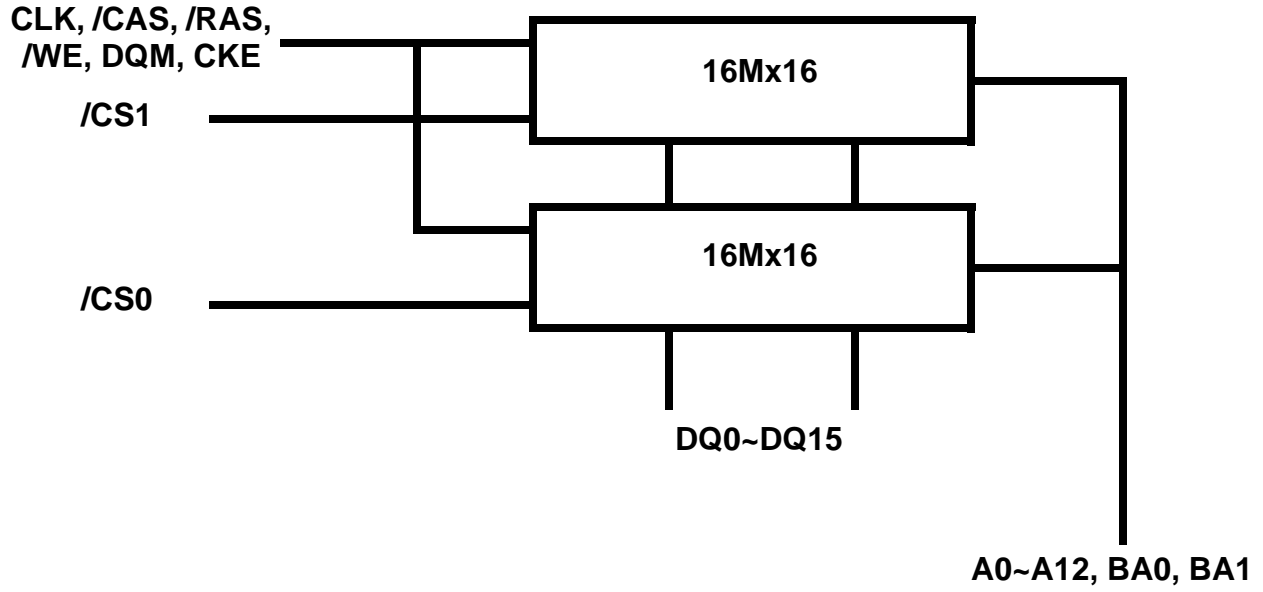 CLK, /CAS, /RAS,
/WE, DQM, CKE
16Mx16
/CS1
16Mx16
/CS0
DQ0~DQ15
A0~A12, BA0, BA1